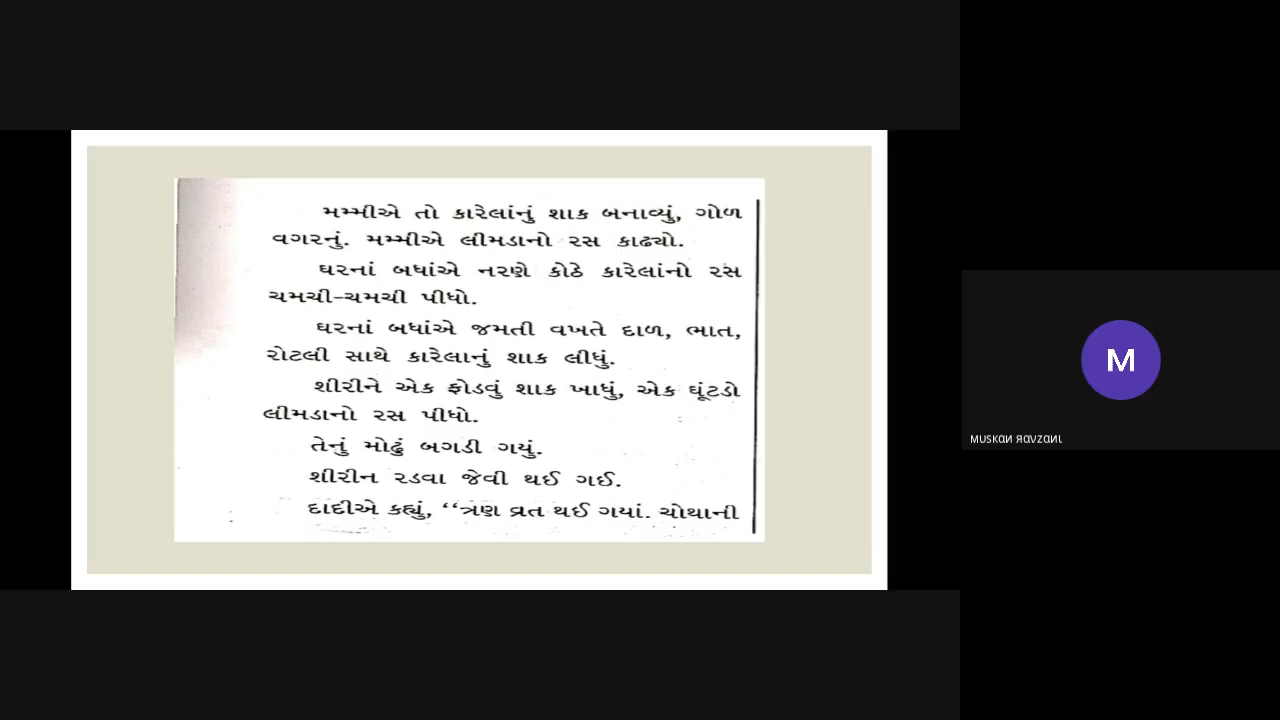 મમ્મીએ તો કારેલાંનું શાક બનાવ્યું, ગોળ
વગરનું. મમ્મીએ લીમડાનો રસ કાઢ્યો.
ઘરનાં બધાંએ નરણે કોઠે કારેલાંનો રસ
ચમચી-ચમચી પીધો.
ઘરનાં બધાંએ જમતી વખતે દાળ, ભાત,
રોટલી સાથે કારેલાનું શાક લીધું.
શીરીને એક ફોડવું શાક ખાધું, એક ઘૂંટડો
લીમડાનો રસ પીધો.
તેનું મોઢું બગડી ગયું.
શીરીન રડવા જેવી થઈ ગઈ.
દાદીએ કહ્યું, ‘‘ત્રણ વ્રત થઈ ગયાં. ચોથાની
M
MUSKAN RAVZANI